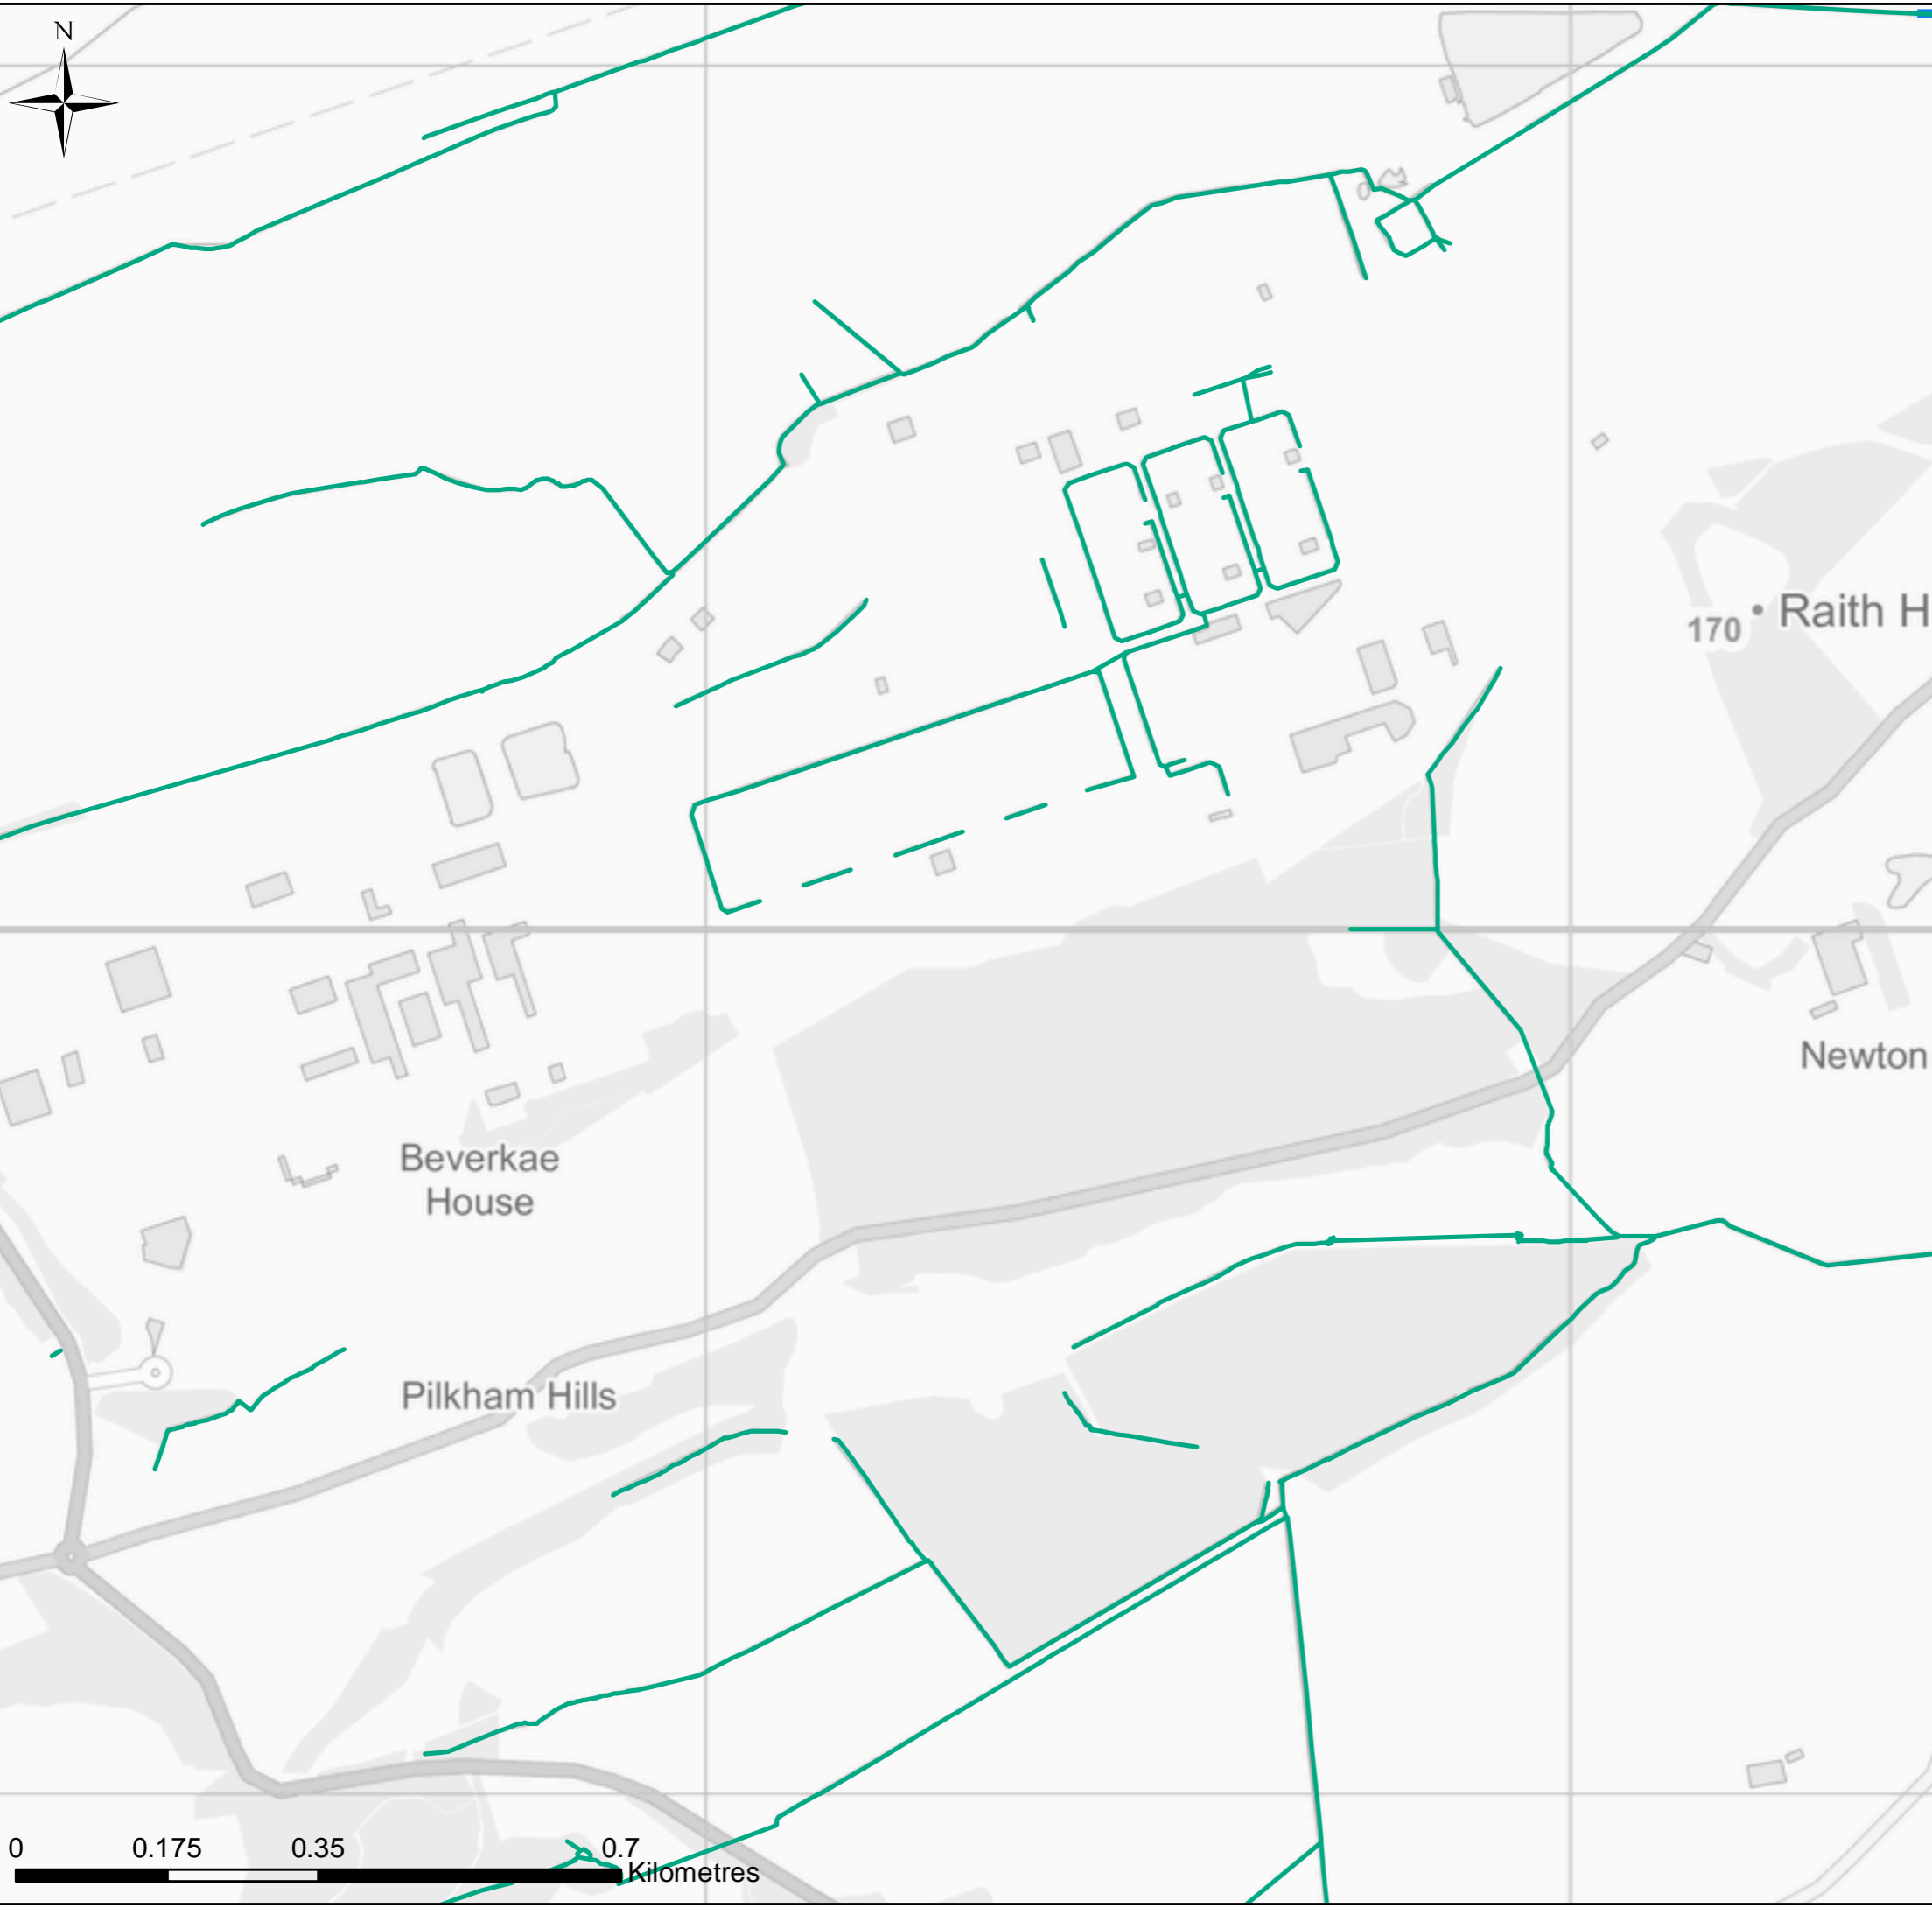 N
170 • Raith H
Newton
Beverkae
House
Pilkham Hills
0 0.175 0.35 0.7
Kilometres